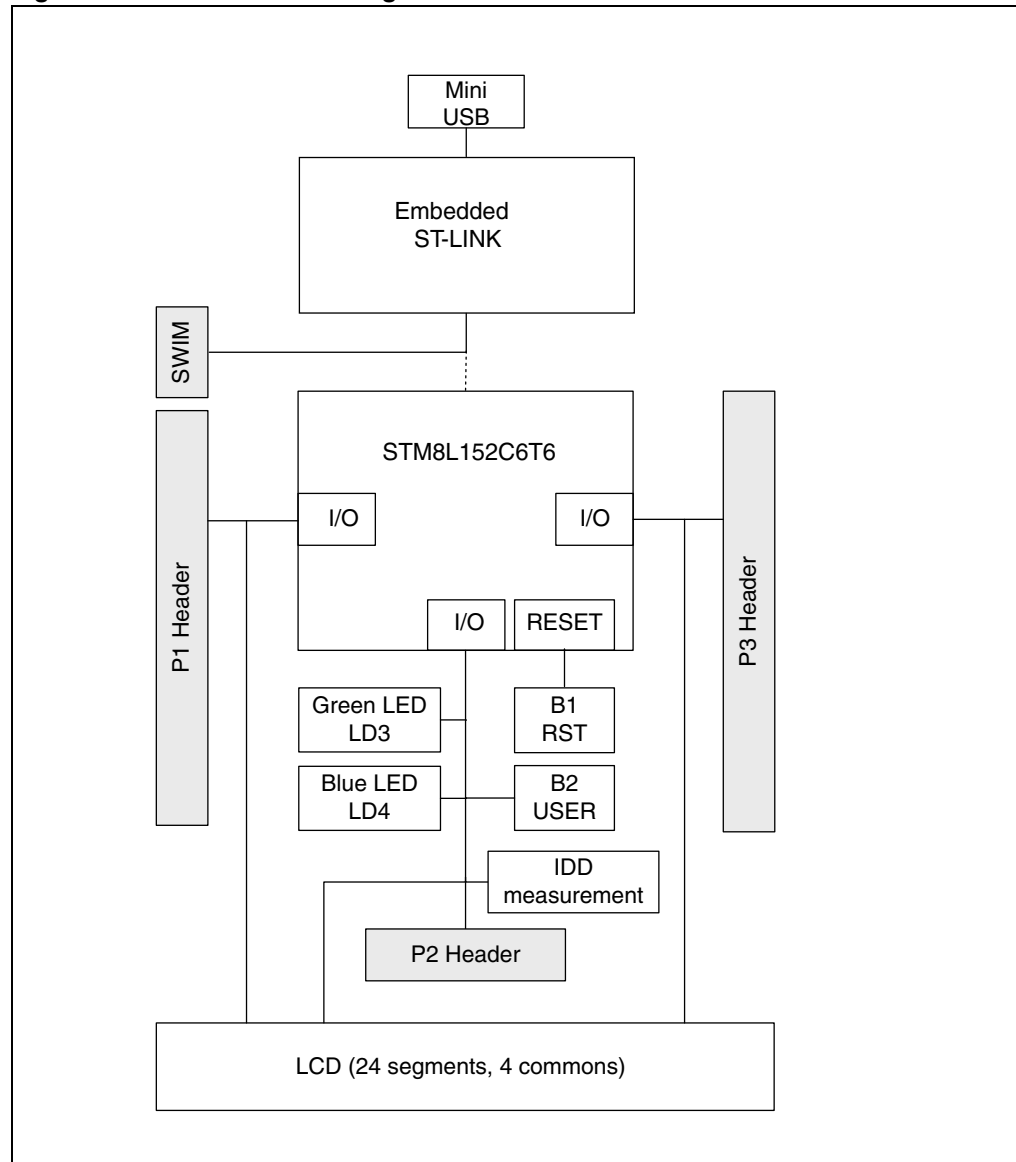 Mini
USB
Embedded
ST-LINK
SWIM
STM8L152C6T6
I/O
I/O
P1 Header
P3 Header
I/O
RESET
Green LED
LD3
B1
RST
Blue LED
LD4
B2
USER
IDD
measurement
P2 Header
LCD (24 segments, 4 commons)